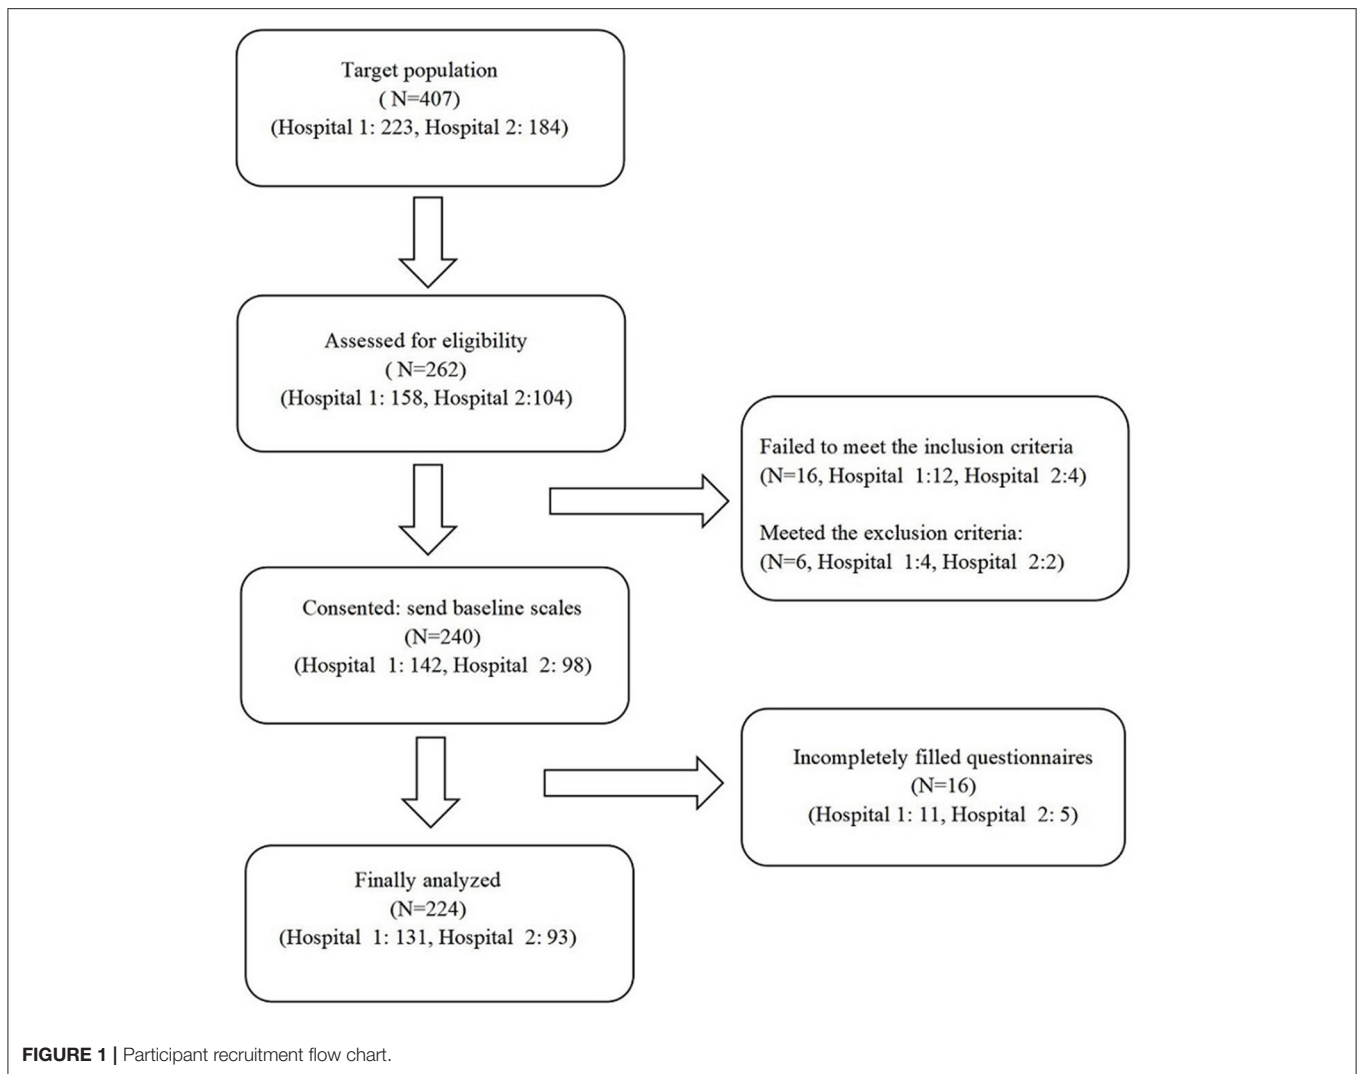 Target population
( N=407)
(Hospital 1: 223, Hospital 2: 184)
Assessed for eligibility
( N=262)
(Hospital 1: 158, Hospital 2:104)
Failed to meet the inclusion criteria
(N=16, Hospital 1:12, Hospital 2:4)
Meeted the exclusion criteria:
(N=6, Hospital 1:4, Hospital 2:2)
Consented: send baseline scales
(N=240)
(Hospital 1: 142, Hospital 2: 98)
Incompletely filled questionnaires
(N=16)
(Hospital 1: 11, Hospital 2: 5)
Finally analyzed
(N=224)
(Hospital 1: 131, Hospital 2: 93)
FIGURE 1 | Participant recruitment flow chart.